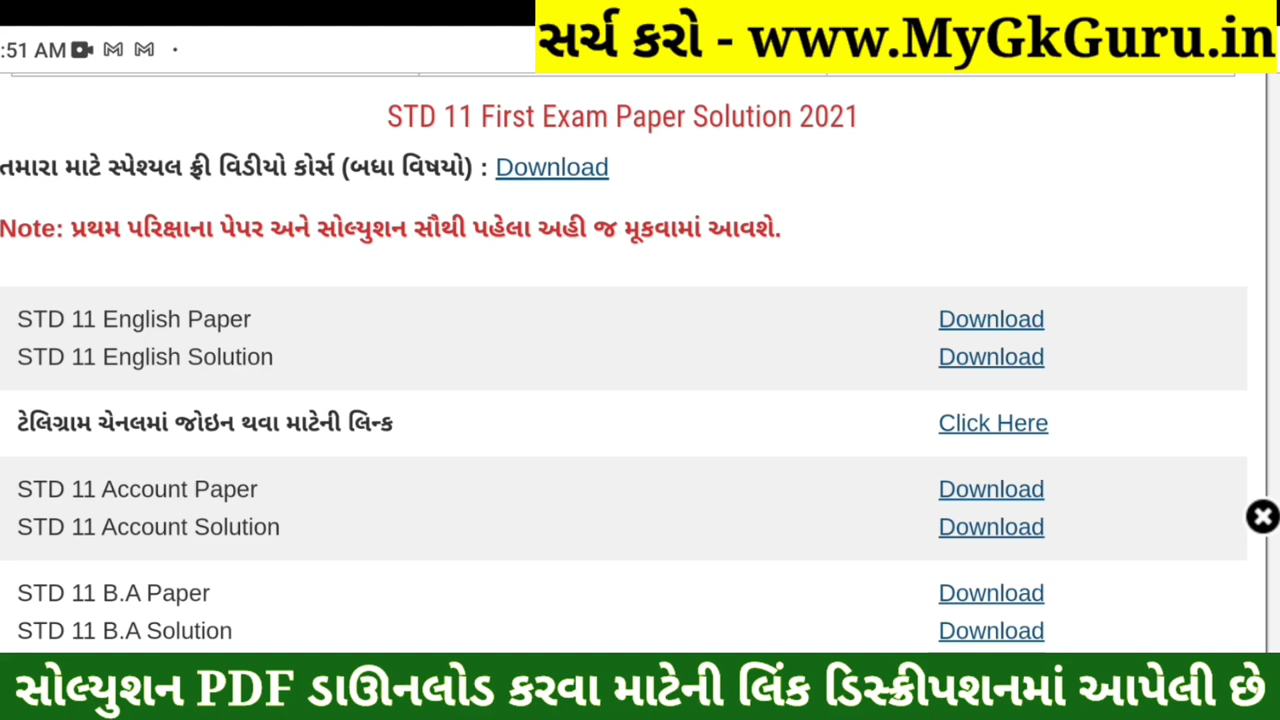 સર્ચ કરો - www.MyGkGuru.in
:51 AM
STD 11 First Exam Paper Solution 2021
તમારા માટે સ્પેશ્યલ ફ્રી વિડીયો કોર્સ (બધા વિષયો) : Download
Note: પ્રથમ પરિક્ષાના પેપર અને સોલ્યુશન સૌથી પહેલા અહી જ મૂકવામાં આવશે.
STD 11 English Paper Download
STD 11 English Solution Download
ટેલિગ્રામ ચેનલમાં જોઇન થવા માટેની લિન્ક Click Here
STD 11 Account Paper Download
STD 11 Account Solution Download
STD 11 B.A Paper Download
STD 11 B.A Solution Download
સોલ્યુશન PDF ડાઊનલોડ કરવા માટેની લિંક ડિસ્ક્રીપશનમાં આપેલી છે